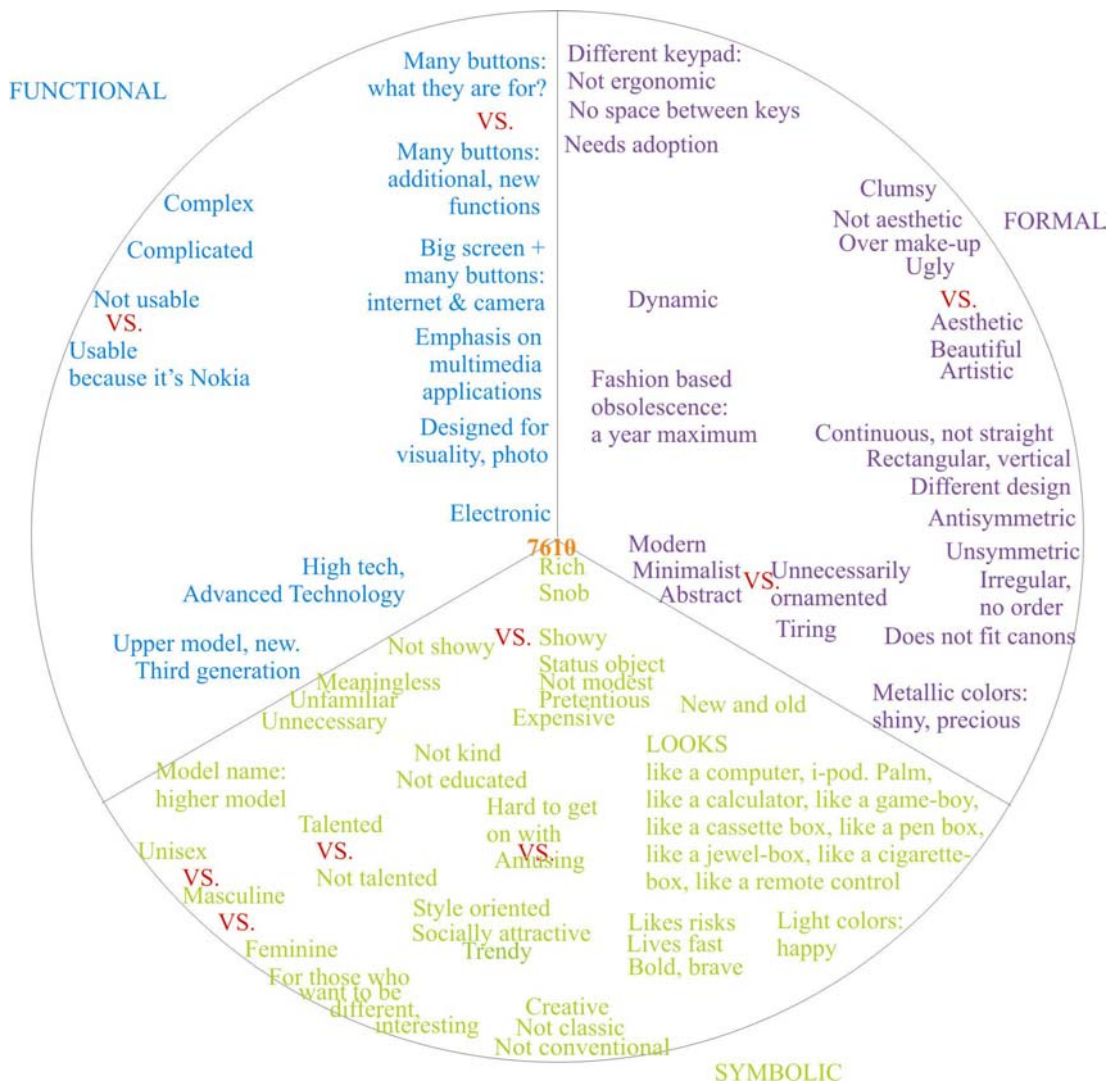 FUNCTIONAL
Many buttons:
what they are for?
VS.
Many buttons:
additional, new
functions
Complex
Complicated
Not usable
VS.
Usable
because it's Nokia
Big screen +
many buttons:
internet & camera
Emphasis on
multimedia
applications
Designed for
visuality, photo
Electronic
High tech,
Advanced Technology
Upper model, new.
Third generation
Different keypad:
Not ergonomic
No space between keys
Needs adoption
FORMAL
Clumsy
Not aesthetic
Over make-up
Ugly
VS.
Aesthetic
Beautiful
Artistic
Dynamic
Fashion based
obsolescence:
a year maximum
Continuous, not straight
Rectangular, vertical
Different design
Antisymmetric
Unsymmetric
Irregular,
no order
Does not fit canons
Modern
Minimalist
Abstract
VS.
Unnecessarily
ornamented
Tiring
Metallic colors:
shiny, precious
7610
Rich
Snob
Not showy
VS.
Showy
Status object
Not modest
Pretentious
Expensive
Meaningless
Unfamiliar
Unnecessary
New and old
Not kind
Not educated
Model name:
higher model
Hard to get
on with
VS.
Amusing
Talented
VS.
Not talented
Unisex
VS.
Masculine
VS.
Feminine
LOOKS
like a computer, i-pod. Palm,
like a calculator, like a game-boy,
like a cassette box, like a pen box,
like a jewel-box, like a cigarette-
box, like a remote control
Style oriented
Socially attractive
Trendy
Likes risks
Lives fast
Bold, brave
Light colors:
happy
For those who
want to be
different,
interesting
Creative
Not classic
Not conventional
SYMBOLIC